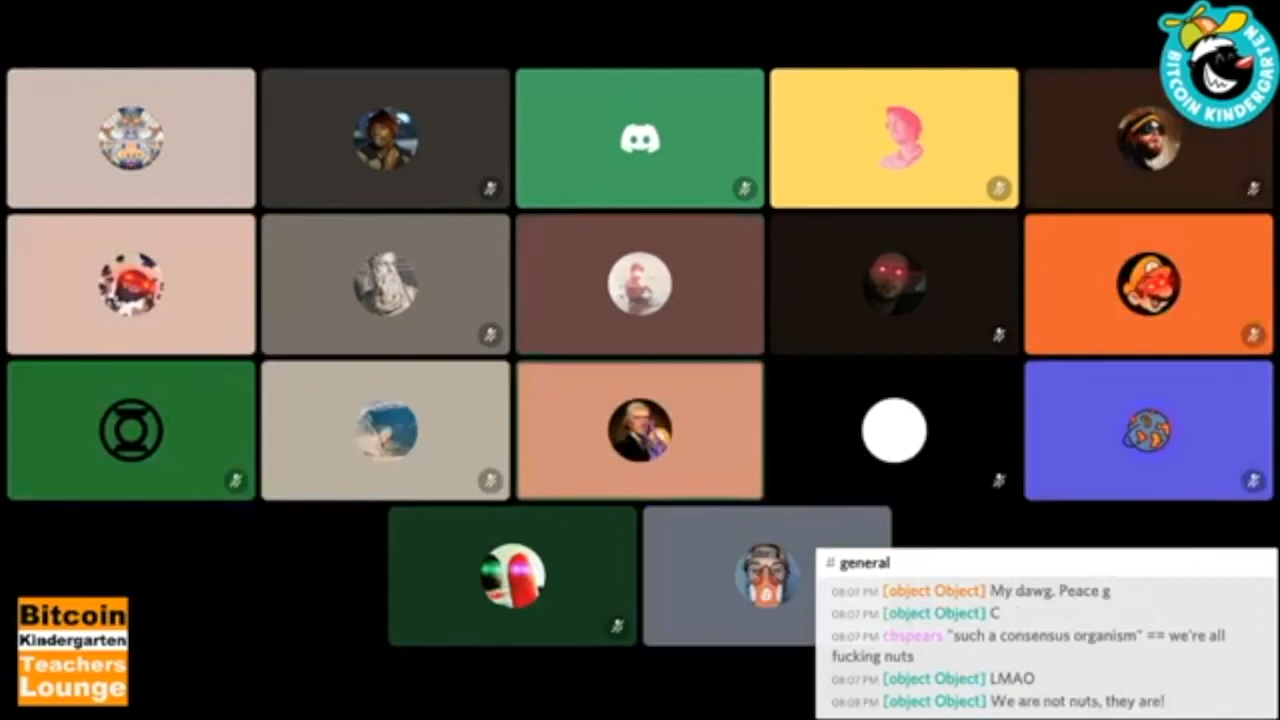 BITCOIN KINDERGARTEN
# general
08:07 PM [object Object] My dawg. Peace g
08:07 PM [object Object] C
08:07 PM cbspears "such a consensus organism" == we're all
fucking nuts
08:07 PM [object Object] LMAO
08:08 PM [object Object] We are not nuts, they are!
Bitcoin
Kindergarten
Teachers
Lounge